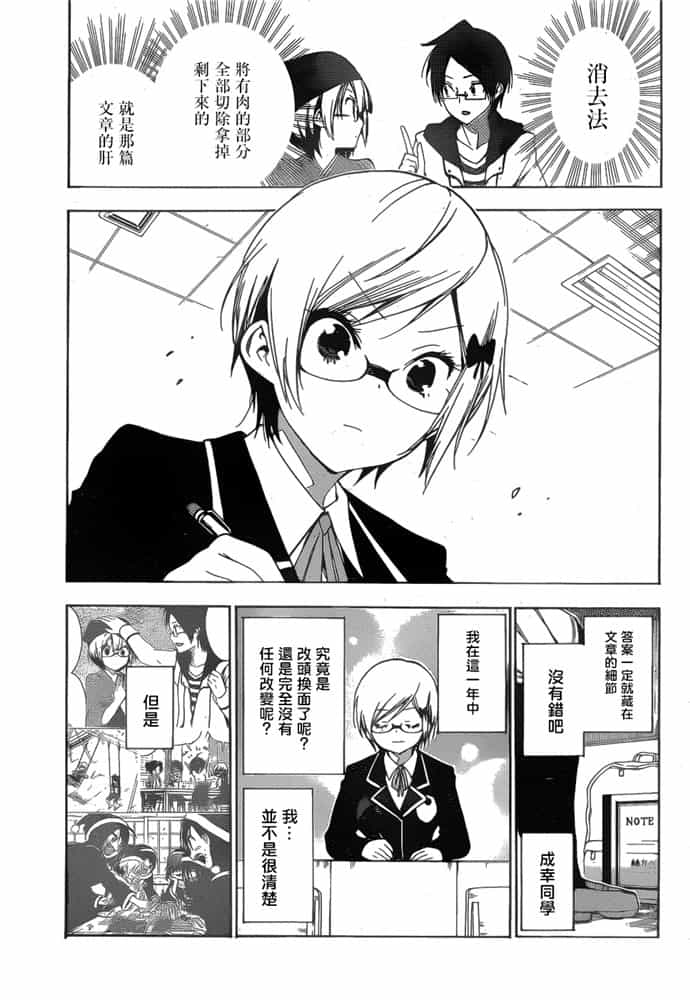 消去法
將有肉的部分
全部切除拿掉
剩下來的
就是那篇
文章的肝
答案一定就藏在
文章的細節
沒有錯吧
成幸同學
NOTE
我在這一年中
究竟是
改頭換面了呢?
還是完全沒有
任何改變呢?
我…
並不是很清楚
但是